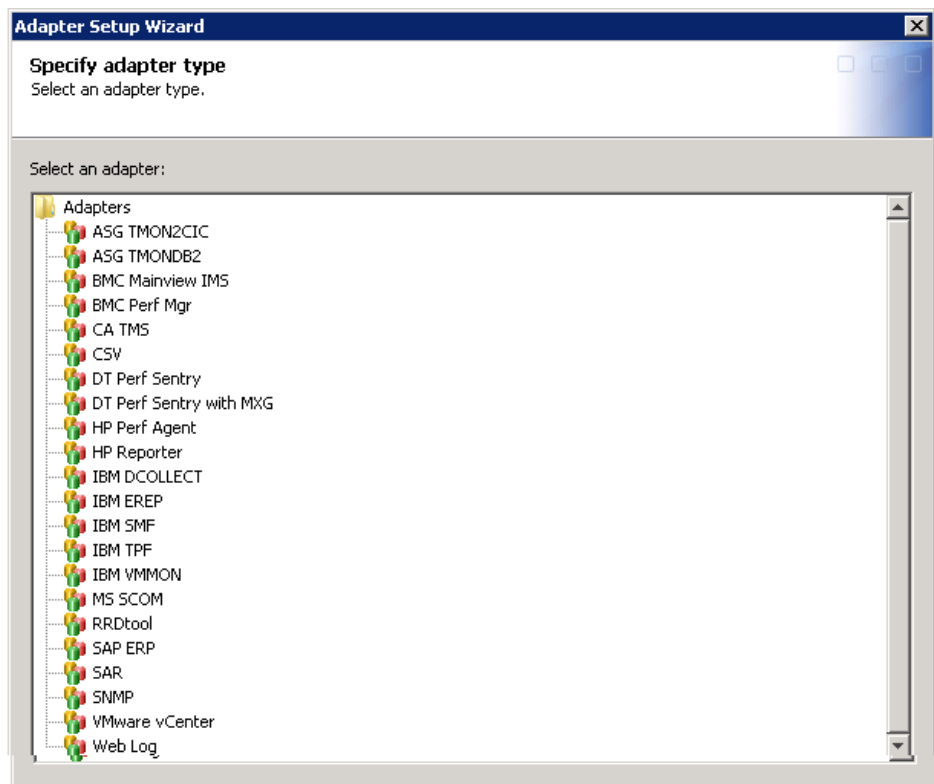 Adapter Setup Wizard
Specify adapter type
Select an adapter type.
Select an adapter:
Adapters
ASG TMON2CIC
ASG TMONDB2
BMC Mainview IMS
BMC Perf Mgr
CA TMS
CSV
DT Perf Sentry
DT Perf Sentry with MXG
HP Perf Agent
HP Reporter
IBM DCOLLECT
IBM EREP
IBM SMF
IBM TPF
IBM VMMON
MS SCOM
RRDtool
SAP ERP
SAR
SNMP
VMware vCenter
Web Log